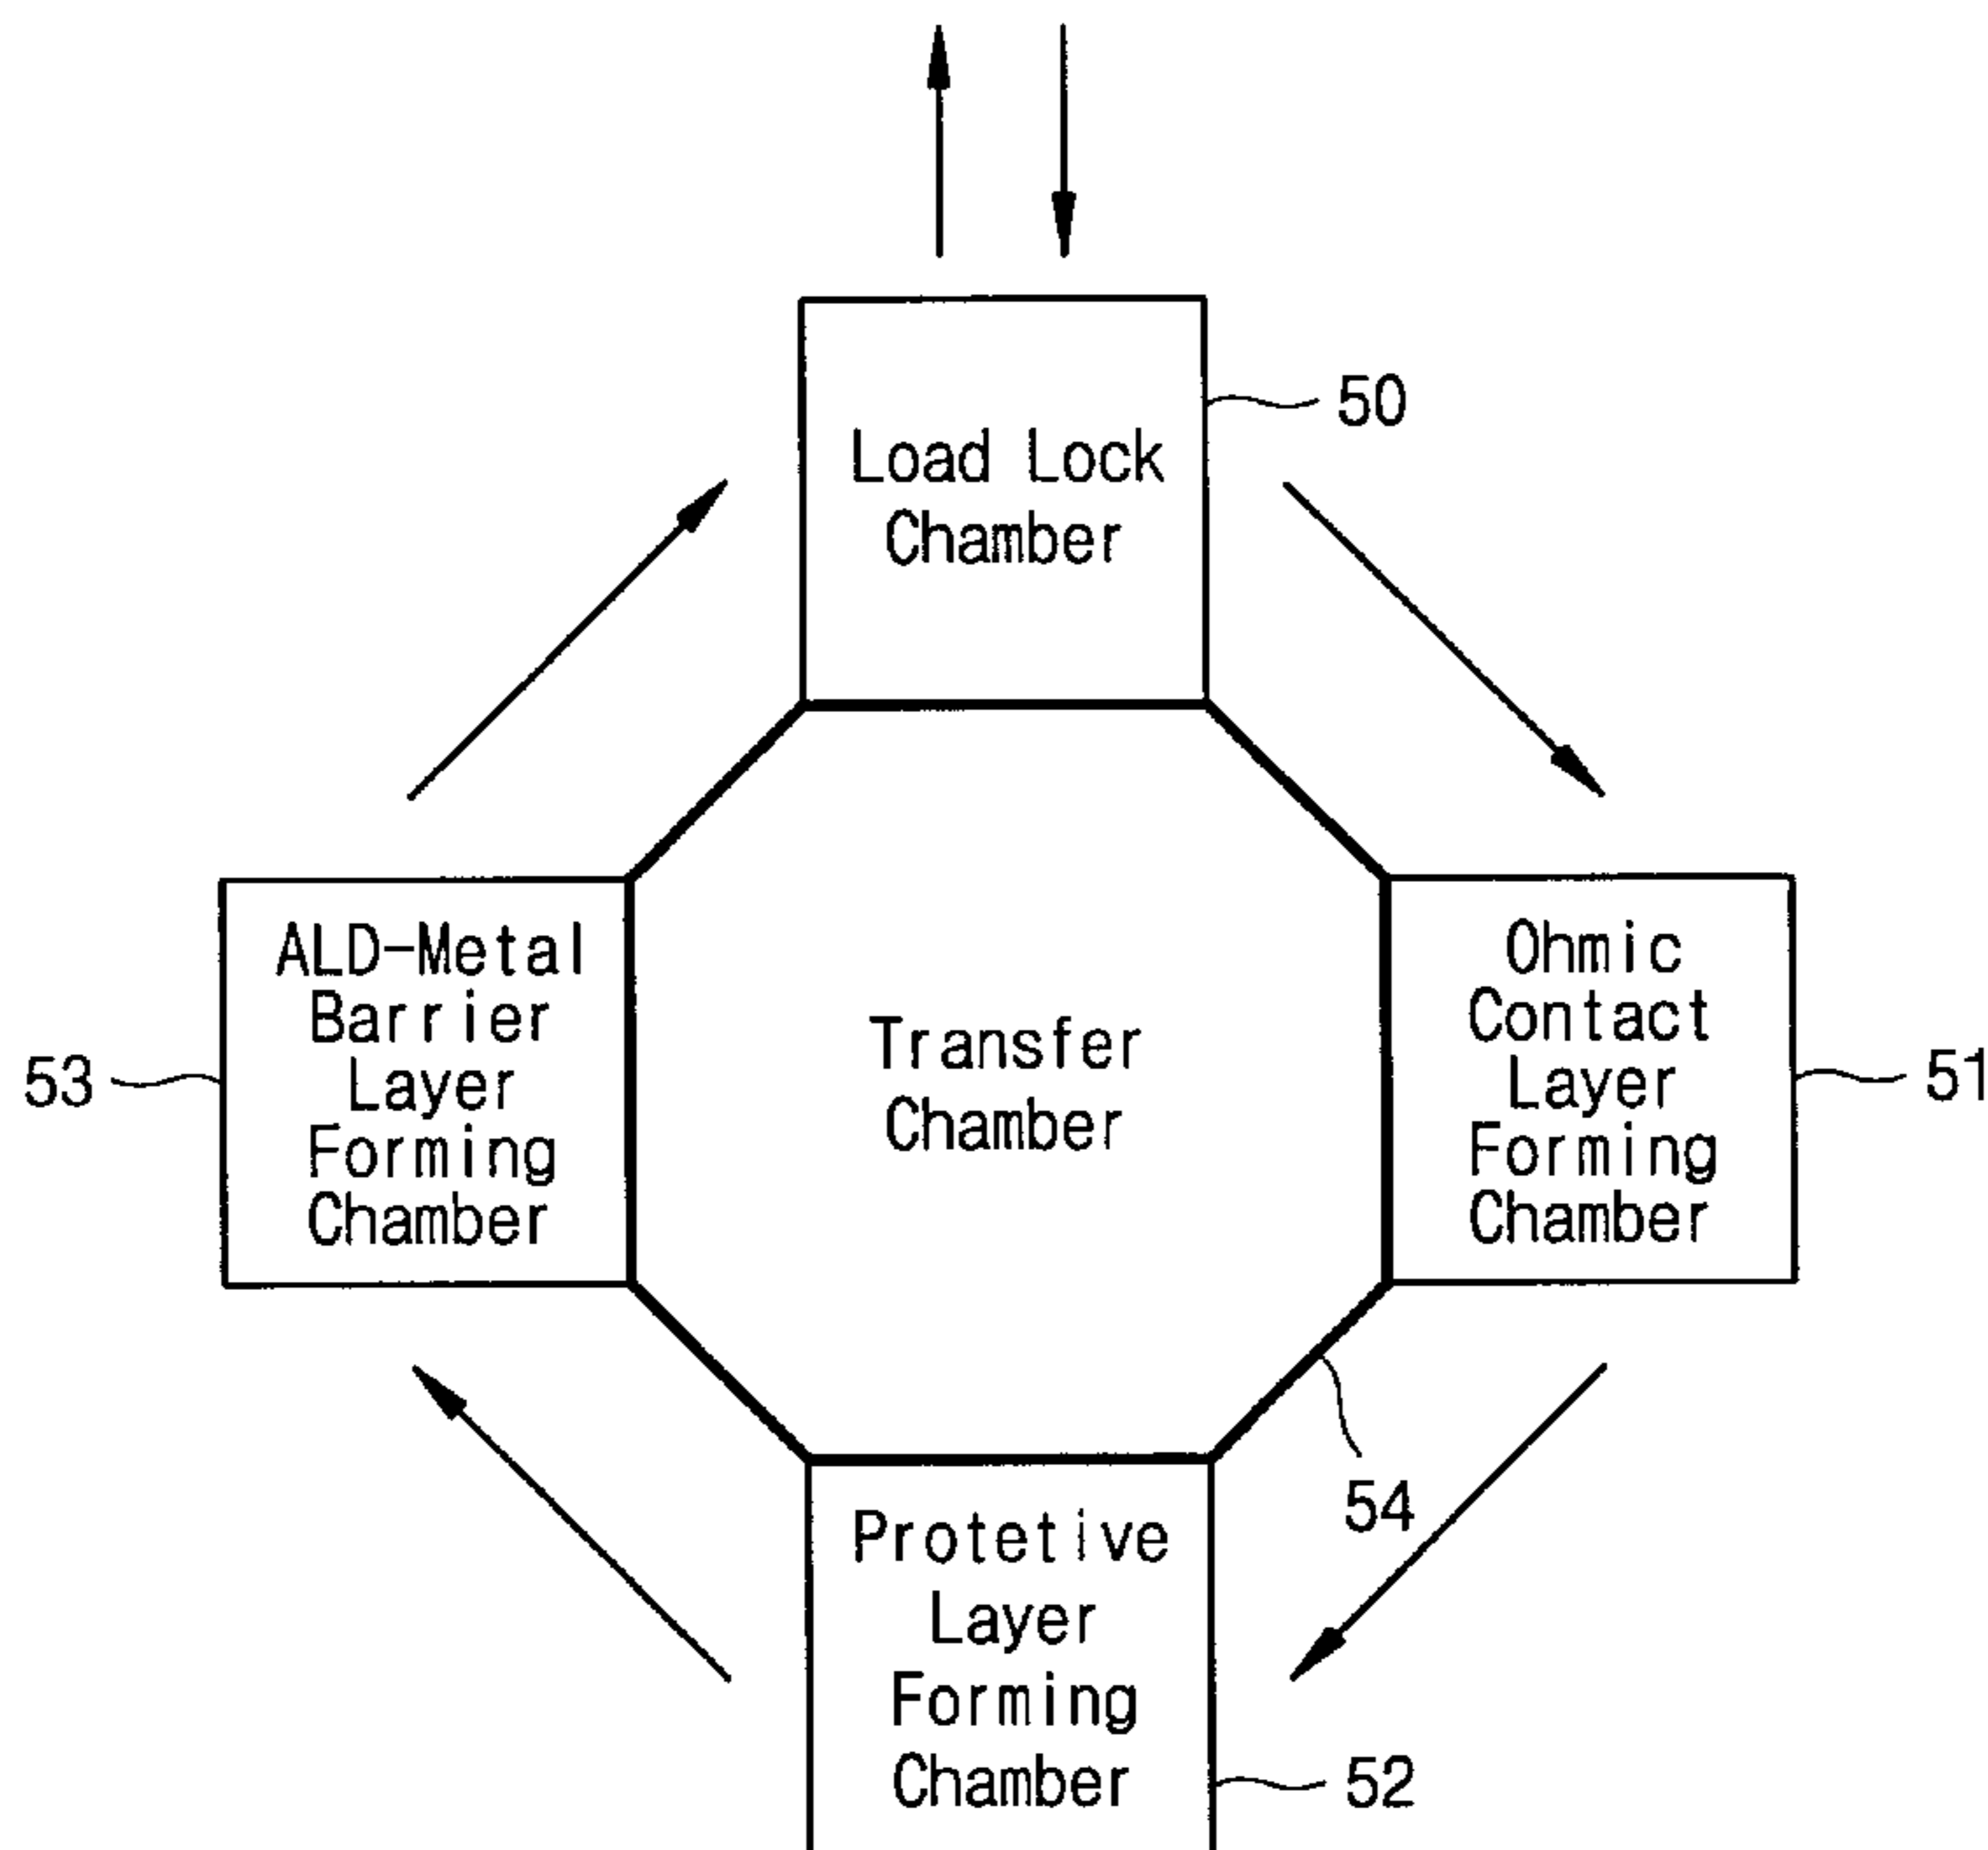 50
Load Lock
Chamber
ALD-Metal
Barrier
Layer
Forming
Chamber
53
Transfer
Chamber
Ohmic
Contact
Layer
Forming
Chamber
51
54
Protetive
Layer
Forming
Chamber
52